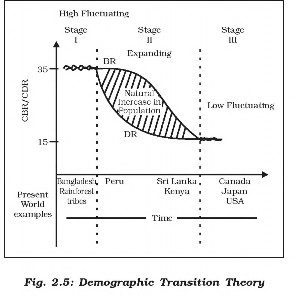 High Fluctuating
Stage
I
Stage
II
Stage
III
Expanding
BR
35
CBR/CDR
Natural
Increase in
Population
Low Fluctuating
DR
15
Present
World
examples
Bangladesh
Rainforest
tribes
Peru
Sri Lanka
Kenya
Canada
Japan
USA
Time
Fig. 2.5: Demographic Transition Theory